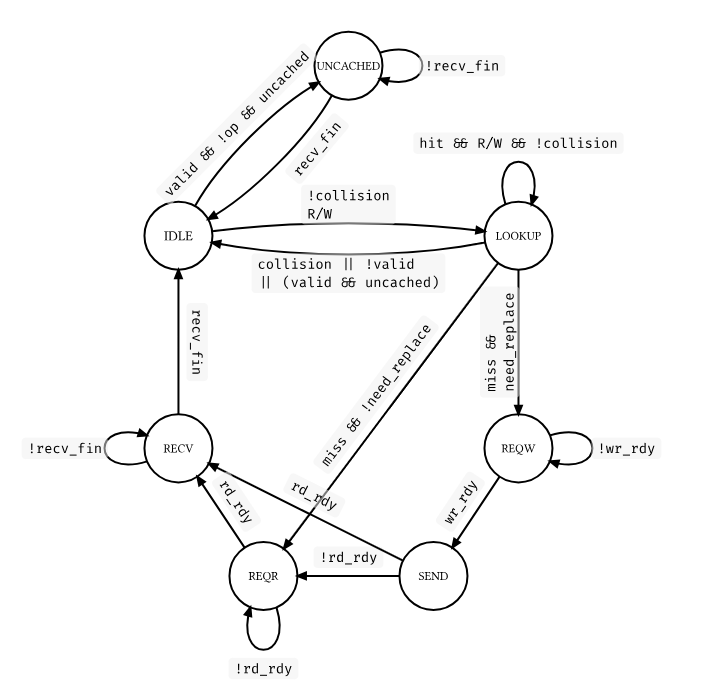 UNCACHED
!recv_fin
valid && !op && uncached
recv_fin
hit && R/W && !collision
!collision
R/W
IDLE
LOOKUP
collision || !valid
|| (valid && uncached)
recv_fin
miss && !need_replace
miss &&
need_replace
!recv_fin
RECV
REQW
!wr_rdy
rd_rdy
rd_rdy
wr_rdy
!rd_rdy
REQR
SEND
!rd_rdy